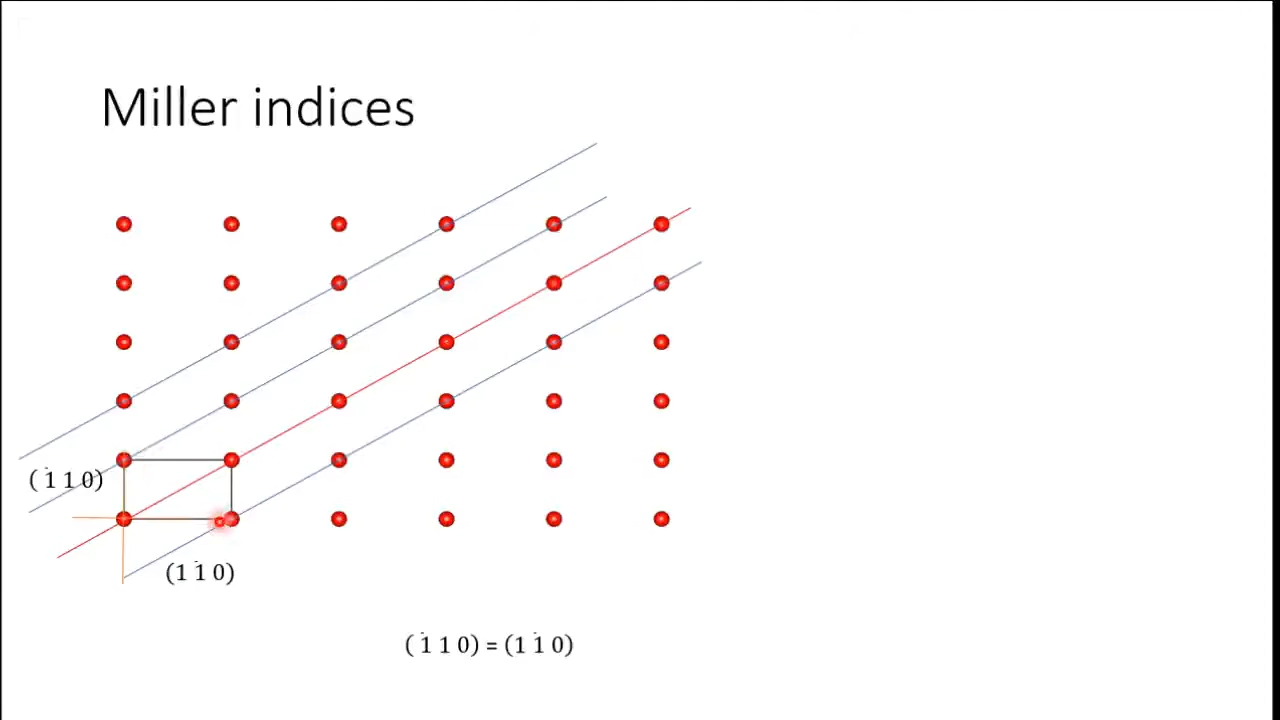 Miller indices
(1̄ 1 0)
(1 1̄ 0)
(1̄ 1 0) = (1 1̄ 0)